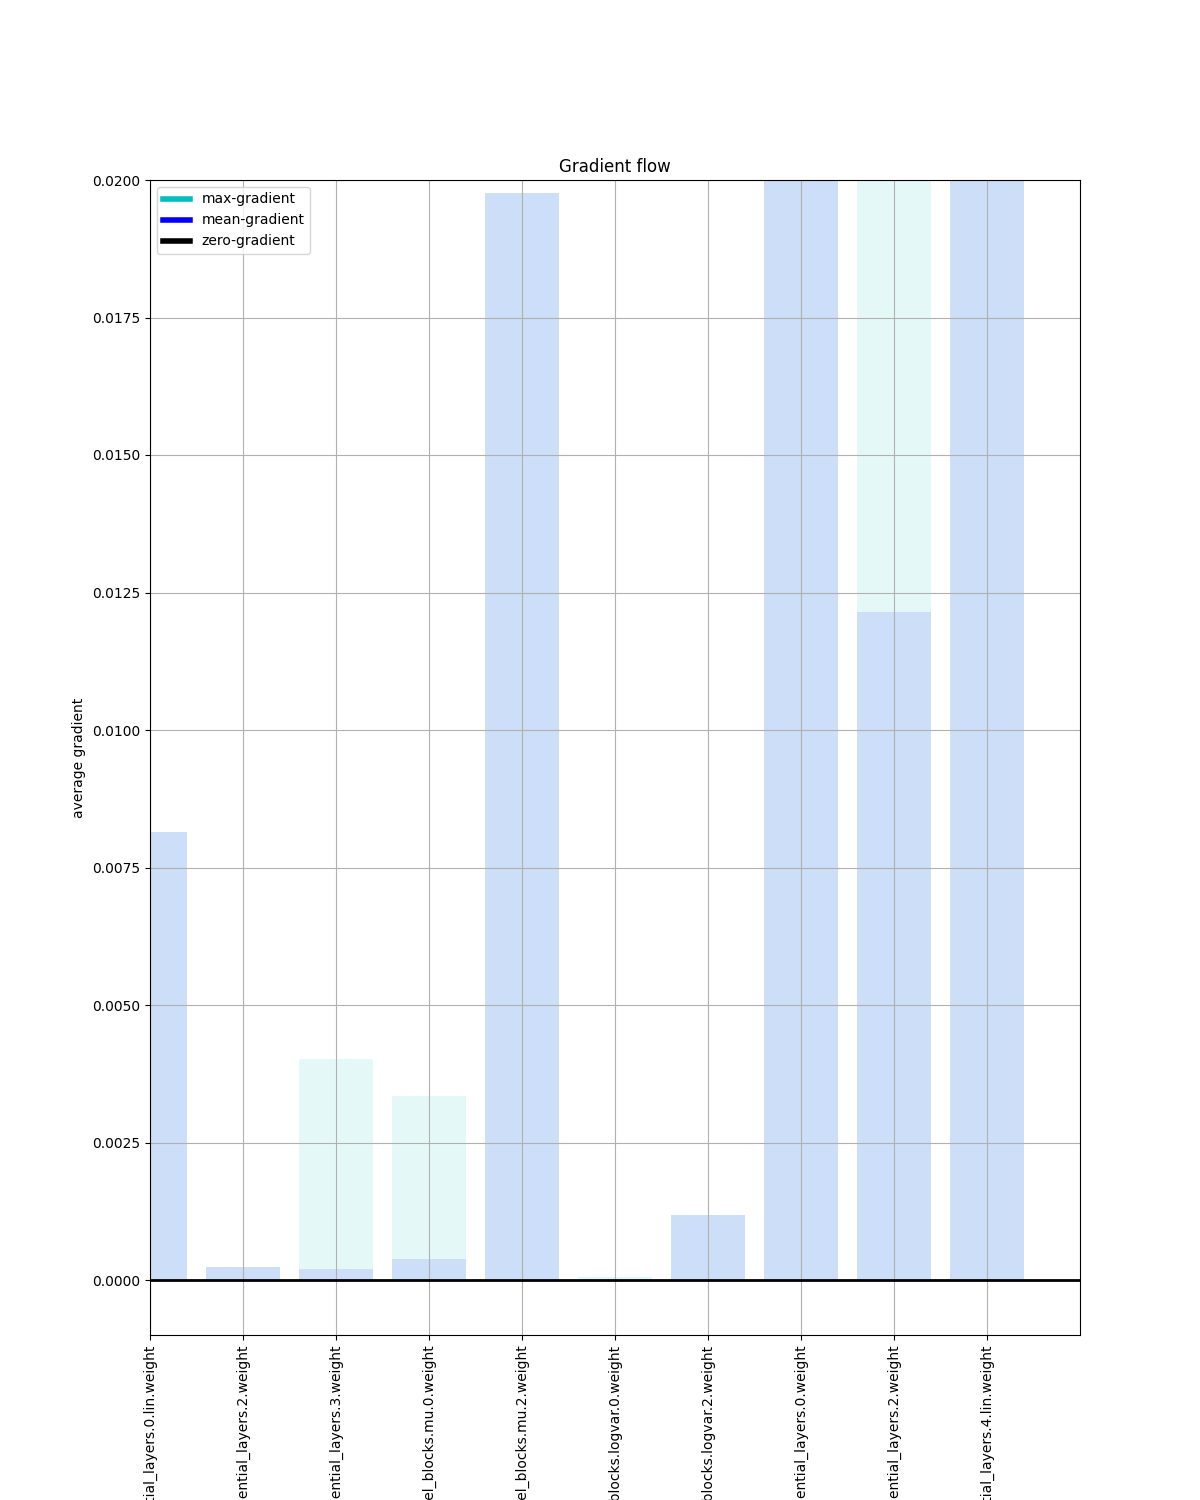 Gradient flow
max-gradient
mean-gradient
zero-gradient
0.0200
0.0175
0.0150
0.0125
0.0100
0.0075
0.0050
0.0025
0.0000
average gradient
tial_layers.0.lin.weight
ential_layers.2.weight
ential_layers.3.weight
el_blocks.mu.0.weight
el_blocks.mu.2.weight
blocks.logvar.0.weight
blocks.logvar.2.weight
ential_layers.0.weight
ential_layers.2.weight
tial_layers.4.lin.weight